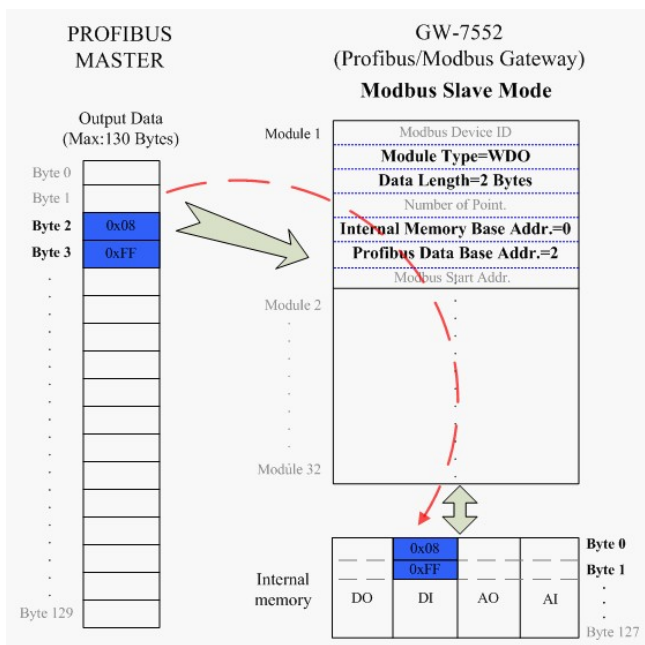 PROFIBUS
MASTER
GW-7552
(Profibus/Modbus Gateway)
Modbus Slave Mode
Output Data
(Max:130 Bytes)
Byte 0
Byte 1
Byte 2
0x08
Byte 3
0xFF
Byte 129
Module 1
Modbus Device ID
Module Type=WDO
Data Length=2 Bytes
Number of Point.
Internal Memory Base Addr.=0
Profibus Data Base Addr.=2
Modbus Start Addr.
Module 2
Module 32
Internal
memory
0x08
0xFF
DO
DI
AO
AI
Byte 0
Byte 1
Byte 127